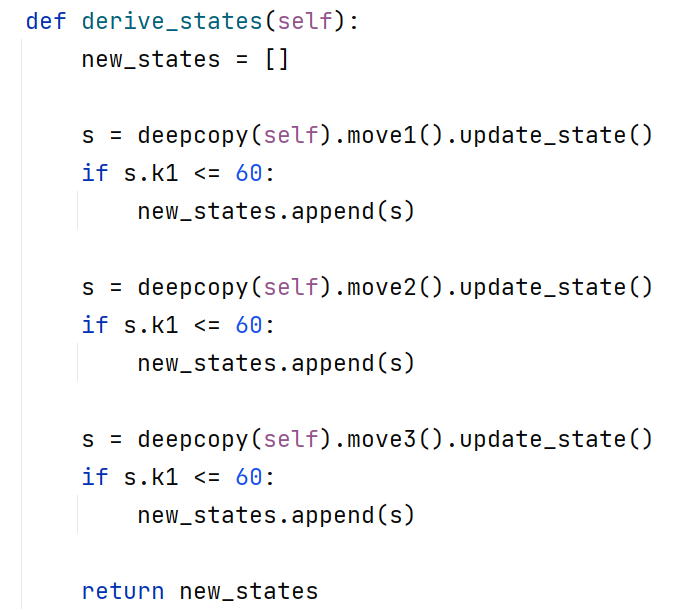 def derive_states(self):
    new_states = []

    s = deepcopy(self).move1().update_state()
    if s.k1 <= 60:
        new_states.append(s)

    s = deepcopy(self).move2().update_state()
    if s.k1 <= 60:
        new_states.append(s)

    s = deepcopy(self).move3().update_state()
    if s.k1 <= 60:
        new_states.append(s)

    return new_states